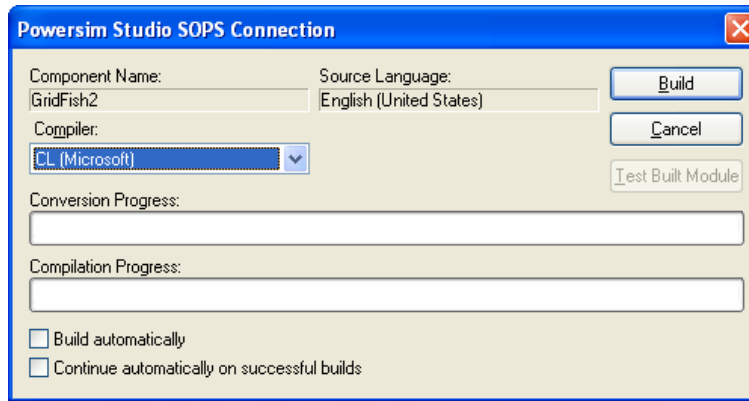 Powersim Studio SOPS Connection
Component Name:
Source Language:
GridFish2
English (United States)
Build
Compiler:
Cancel
CL (Microsoft)
Test Built Module
Conversion Progress:
Compilation Progress:
Build automatically
Continue automatically on successful builds